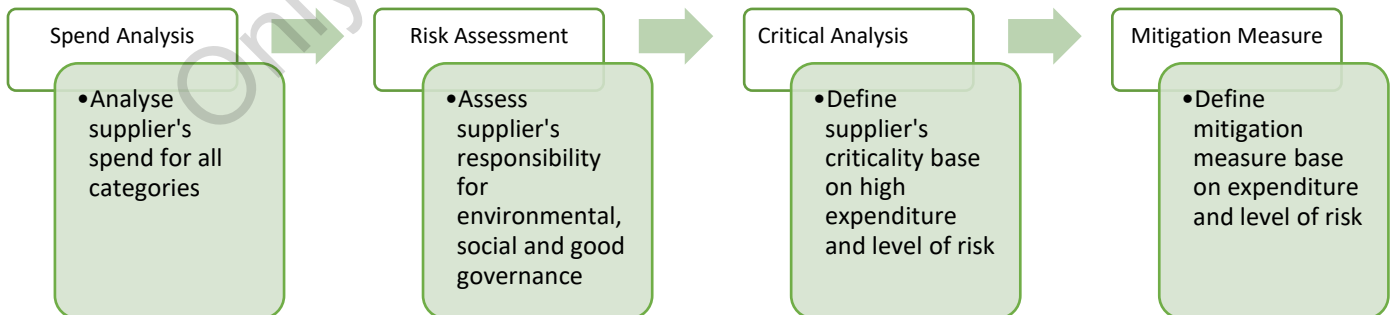 Spend Analysis
•Analyse
supplier's
spend for all
categories
Risk Assessment
•Assess
supplier's
responsibility
for
environmental,
social and good
governance
Critical Analysis
•Define
supplier's
criticality base
on high
expenditure
and level of risk
Mitigation Measure
•Define
mitigation
measure base
on expenditure
and level of risk
Only